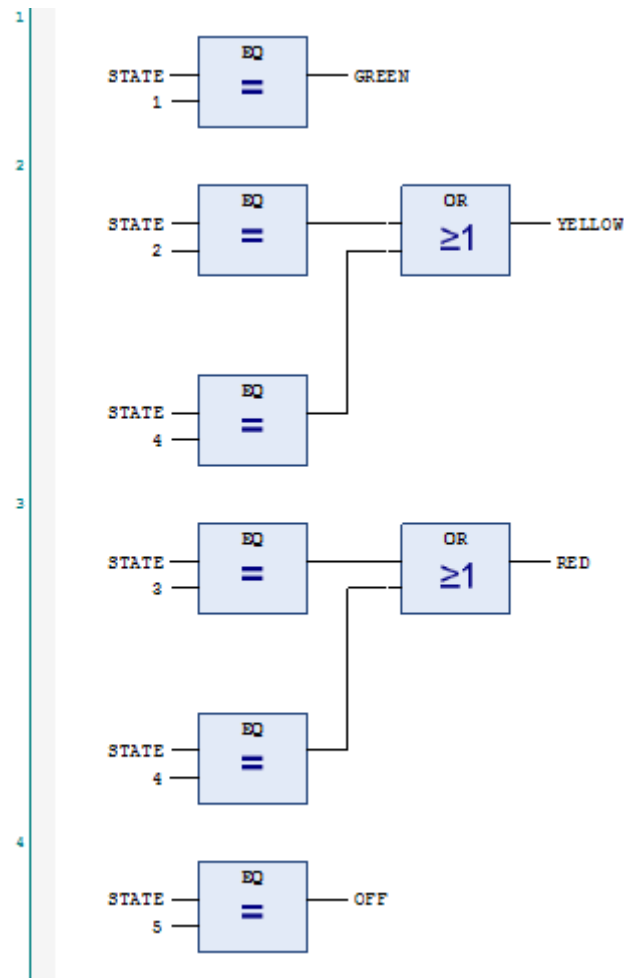 1
EQ
STATE = GREEN
1
2
EQ OR
STATE = ≥1 YELLOW
2
EQ
STATE =
4
3
EQ OR
STATE = ≥1 RED
3
EQ
STATE =
4
4
EQ
STATE = OFF
5